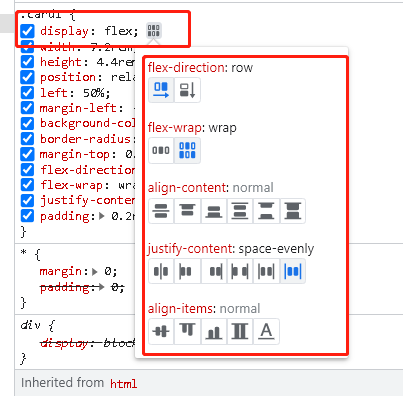 .card1 {
display: flex;
width: 7.2rem
height: 4.4rem
position: rela
left: 50%;
margin-left: -
background-col
border-radius:
margin-top: 0.
flex-direction
flex-wrap: wra
justify-conten
padding: 0.2r
}
flex-direction: row
flex-wrap: wrap
align-content: normal
justify-content: space-evenly
align-items: normal
A
* {
margin: 0;
padding: 0;
}
div {
display: block
}
Inherited from html